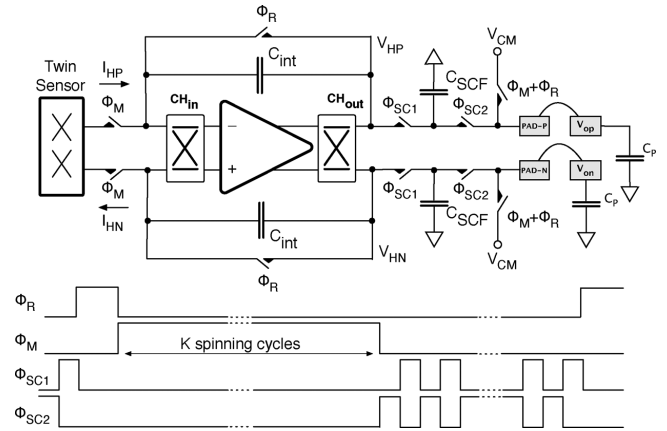 Φ_R
V_HP
V_CM
Twin
Sensor
I_HP
C_int
C_SCF
Φ_M+Φ_R
Φ_M
CH_in
CH_out
Φ_SC1
Φ_SC2
PAD-P
V_op
−
+
PAD-N
V_on
C_P
Φ_M
Φ_SC1
Φ_SC2
I_HN
C_int
C_SCF
C_P
Φ_M+Φ_R
V_HN
Φ_R
V_CM
Φ_R
Φ_M
K spinning cycles
Φ_SC1
Φ_SC2